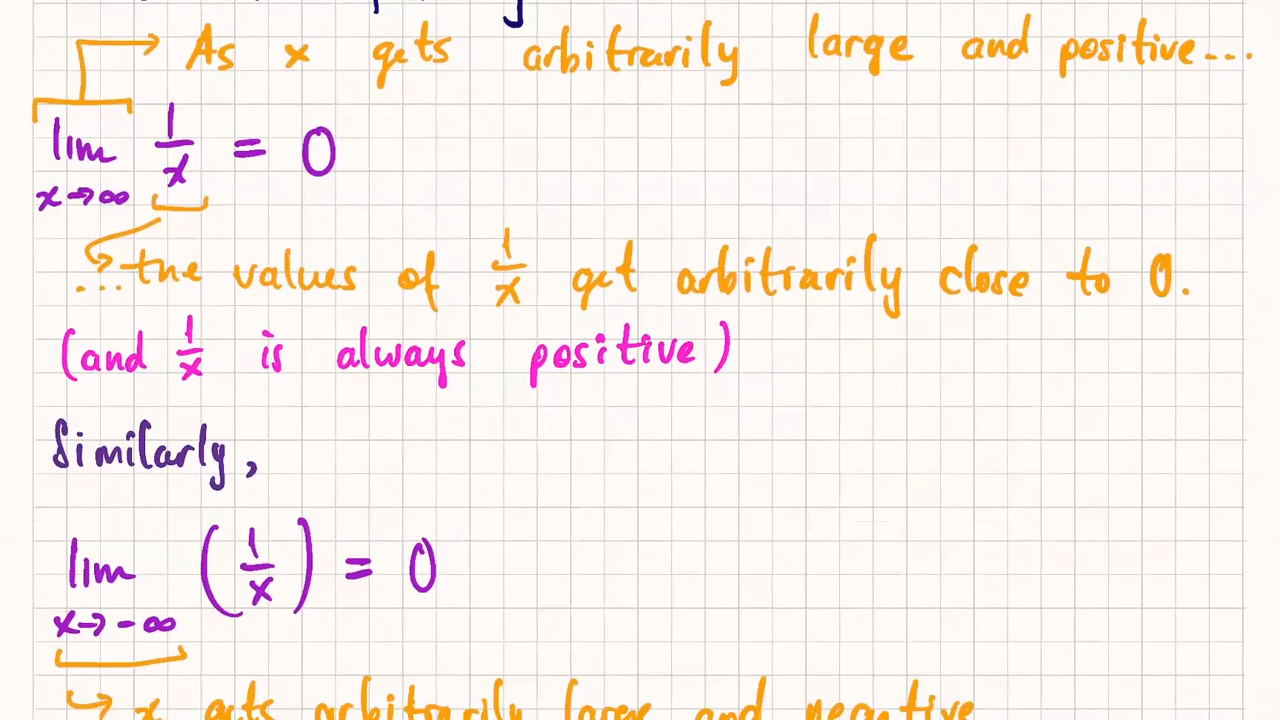 As x gets arbitrarily large and positive...
lim 1/x = 0
x→∞
...the values of 1/x get arbitrarily close to 0.
(and 1/x is always positive)
Similarly,
lim (1/x) = 0
x→-∞
x gets arbitrarily large and negative